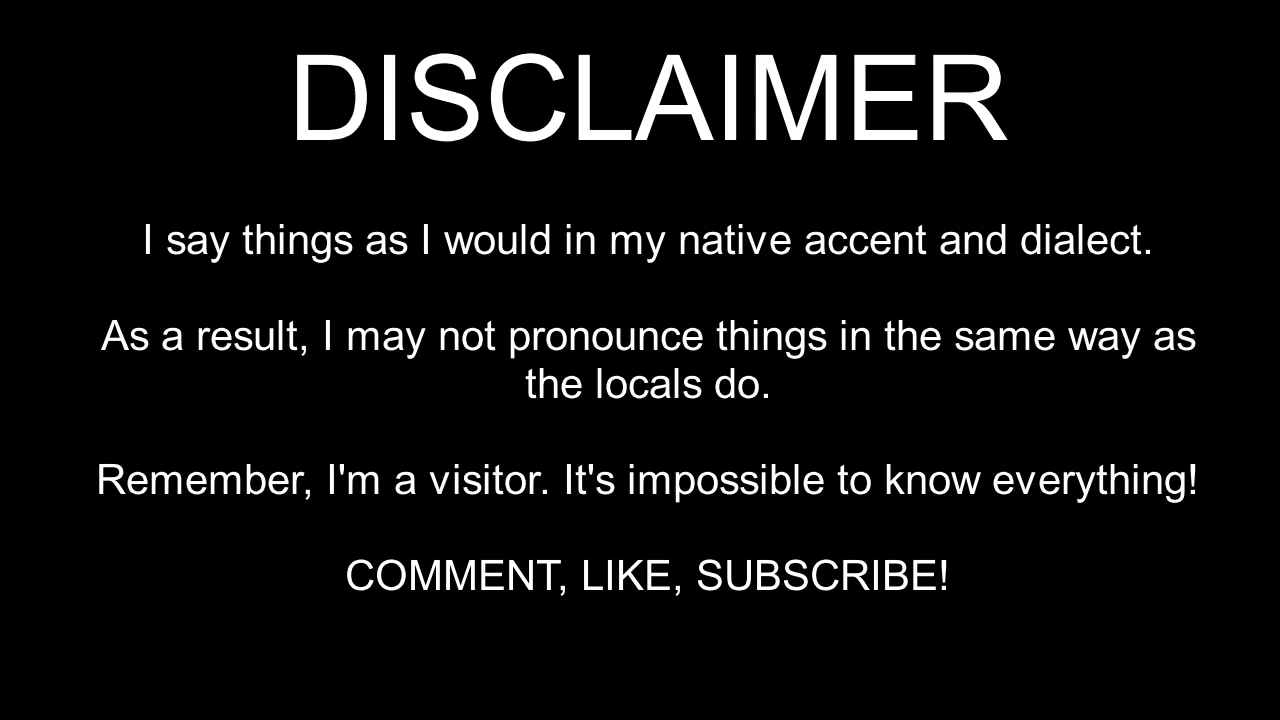 DISCLAIMER
I say things as I would in my native accent and dialect.
As a result, I may not pronounce things in the same way as
the locals do.
Remember, I'm a visitor. It's impossible to know everything!
COMMENT, LIKE, SUBSCRIBE!